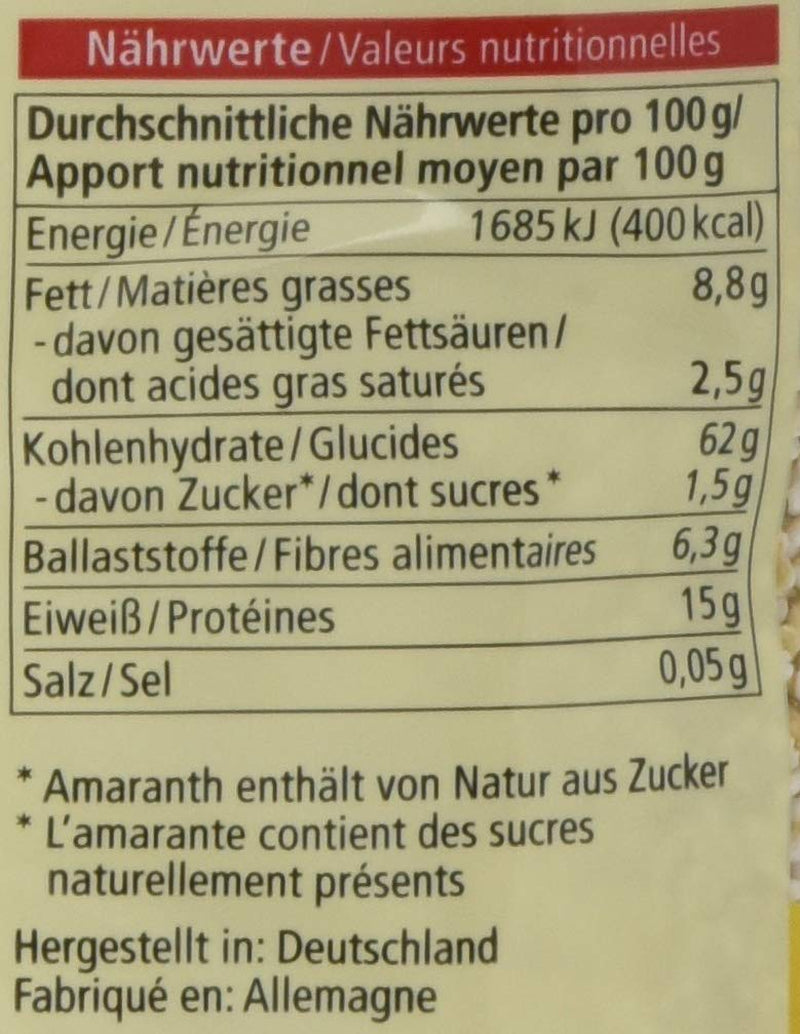 Nährwerte/Valeurs nutritionnelles
Durchschnittliche Nährwerte pro 100g/
Apport nutritionnel moyen par 100g
Energie/Énergie 1685 kJ (400 kcal)
Fett/Matières grasses 8,8g
-davon gesättigte Fettsäuren/
dont acides gras saturés 2,5g
Kohlenhydrate/Glucides 62g
-davon Zucker*/dont sucres* 1,5g
Ballaststoffe/Fibres alimentaires 6,3g
Eiweiß/Protéines 15g
Salz/Sel 0,05g
* Amaranth enthält von Natur aus Zucker
* L'amarante contient des sucres
naturellement présents
Hergestellt in: Deutschland
Fabriqué en: Allemagne